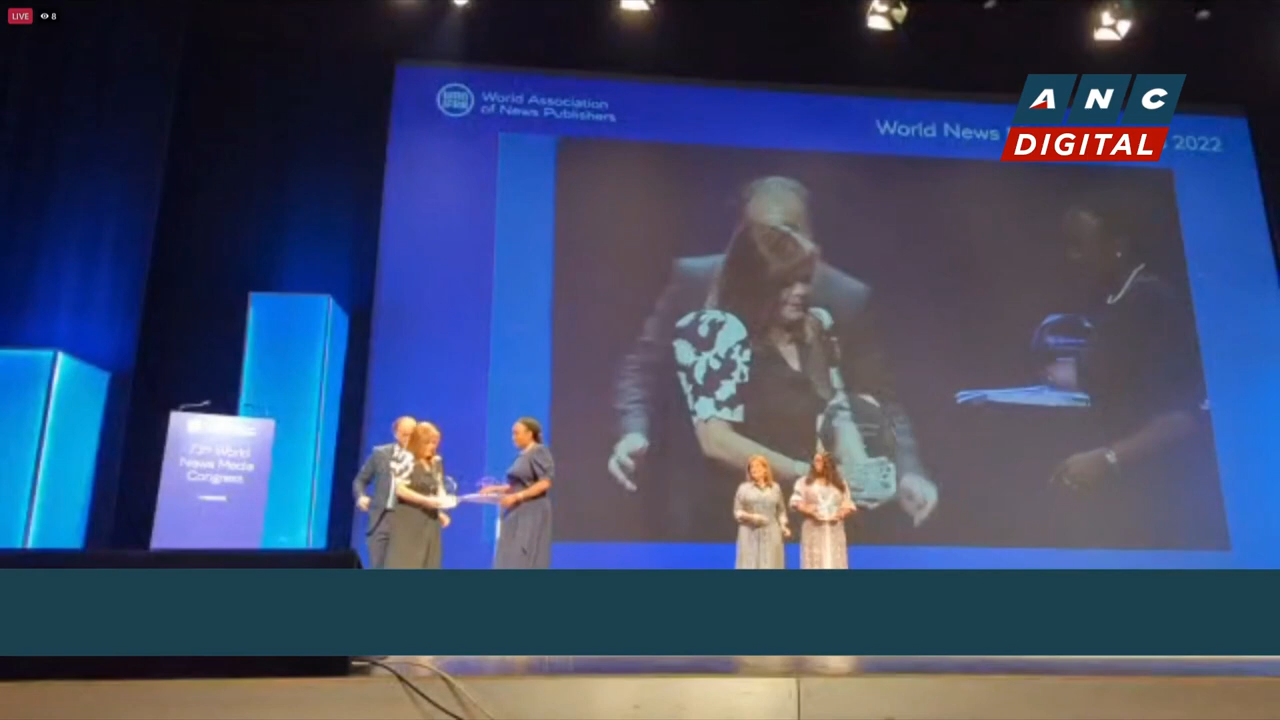 LIVE 8
World Association
of News Publishers
World News
2022
ANC
DIGITAL
World
News Media
Congress